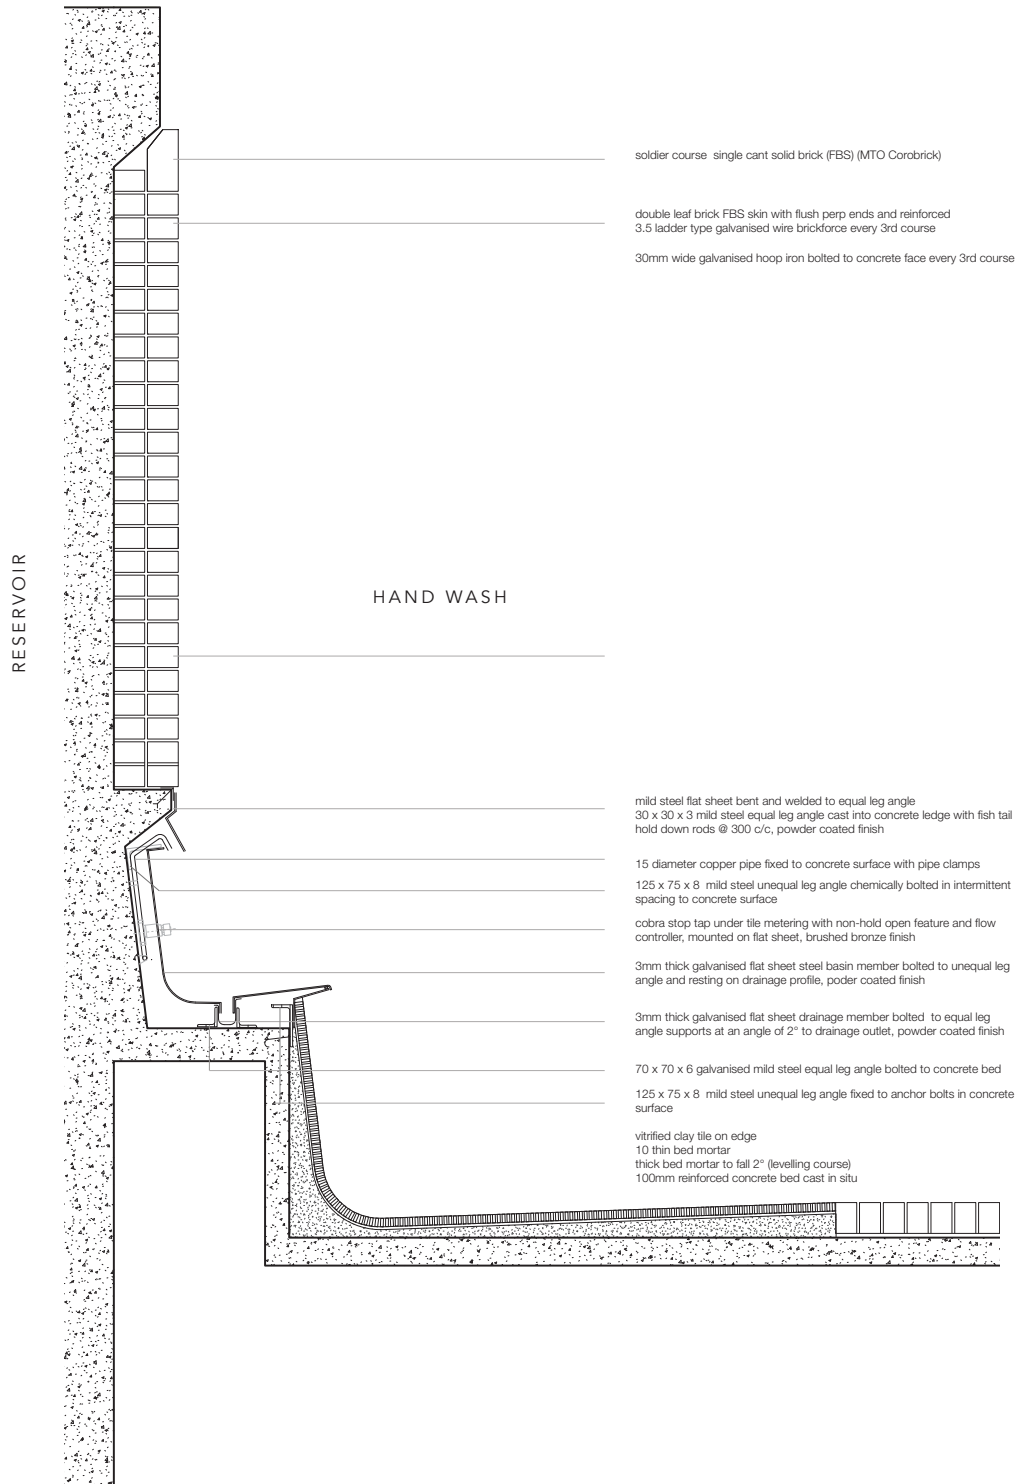 soldier course single cant solid brick (FBS) (MTO Corobrick)
double leaf brick FBS skin with flush perp ends and reinforced
3.5 ladder type galvanised wire brickforce every 3rd course
30mm wide galvanised hoop iron bolted to concrete face every 3rd course
RESERVOIR
HAND WASH
mild steel flat sheet bent and welded to equal leg angle
30 x 30 x 3 mild steel equal leg angle cast into concrete ledge with fish tail
hold down rods @ 300 c/c, powder coated finish
15 diameter copper pipe fixed to concrete surface with pipe clamps
125 x 75 x 8 mild steel unequal leg angle chemically bolted in intermittent
spacing to concrete surface
cobra stop tap under tile metering with non-hold open feature and flow
controller, mounted on flat sheet, brushed bronze finish
3mm thick galvanised flat sheet steel basin member bolted to unequal leg
angle and resting on drainage profile, poder coated finish
3mm thick galvanised flat sheet drainage member bolted to equal leg
angle supports at an angle of 2° to drainage outlet, powder coated finish
70 x 70 x 6 galvanised mild steel equal leg angle bolted to concrete bed
125 x 75 x 8 mild steel unequal leg angle fixed to anchor bolts in concrete
surface
vitrified clay tile on edge
10 thin bed mortar
thick bed mortar to fall 2° (levelling course)
100mm reinforced concrete bed cast in situ